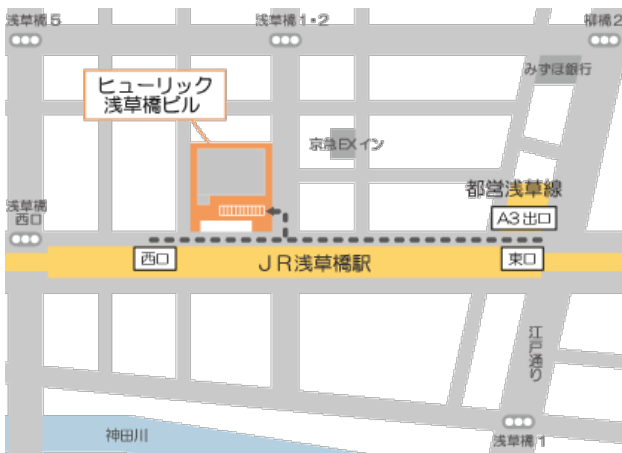 浅草橋5
浅草橋1・2
柳橋2
みずほ銀行
ヒューリック
浅草橋ビル
京急EXイン
都営浅草線
A3出口
浅草橋
西口
西口
JR浅草橋駅
東口
江戸通り
神田川
浅草橋1